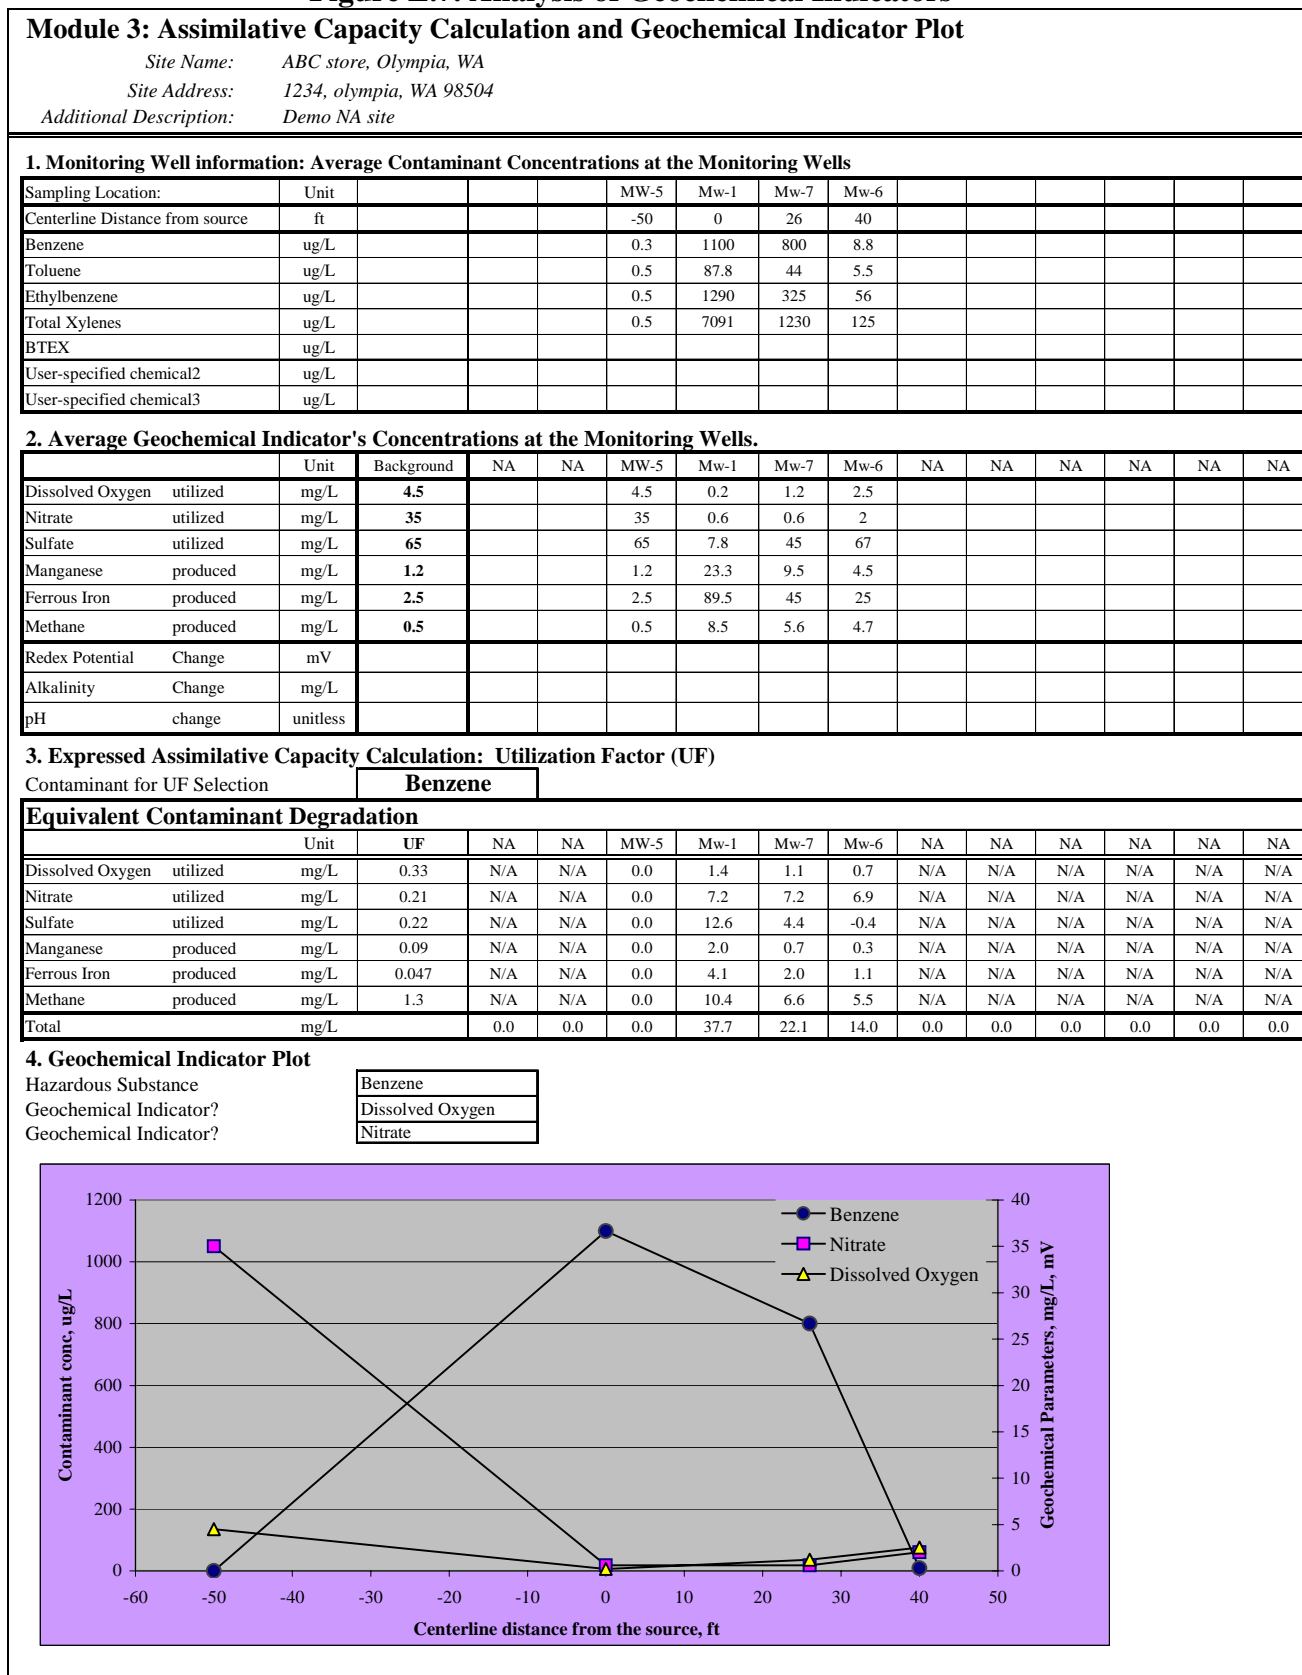 Figure E.7: Analysis of Geochemical Indicators
Module 3: Assimilative Capacity Calculation and Geochemical Indicator Plot
Site Name: ABC store, Olympia, WA
Site Address: 1234, olympia, WA 98504
Additional Description: Demo NA site
1. Monitoring Well information: Average Contaminant Concentrations at the Monitoring Wells
Sampling Location: Unit MW-5 Mw-1 Mw-7 Mw-6
Centerline Distance from source ft -50 0 26 40
Benzene ug/L 0.3 1100 800 8.8
Toluene ug/L 0.5 87.8 44 5.5
Ethylbenzene ug/L 0.5 1290 325 56
Total Xylenes ug/L 0.5 7091 1230 125
BTEX ug/L
User-specified chemical2 ug/L
User-specified chemical3 ug/L
2. Average Geochemical Indicator's Concentrations at the Monitoring Wells.
Unit Background NA NA MW-5 Mw-1 Mw-7 Mw-6 NA NA NA NA NA NA
Dissolved Oxygen utilized mg/L 4.5 4.5 0.2 1.2 2.5
Nitrate utilized mg/L 35 35 0.6 0.6 2
Sulfate utilized mg/L 65 65 7.8 45 67
Manganese produced mg/L 1.2 1.2 23.3 9.5 4.5
Ferrous Iron produced mg/L 2.5 2.5 89.5 45 25
Methane produced mg/L 0.5 0.5 8.5 5.6 4.7
Redex Potential Change mV
Alkalinity Change mg/L
pH change unitless
3. Expressed Assimilative Capacity Calculation: Utilization Factor (UF)
Contaminant for UF Selection Benzene
Equivalent Contaminant Degradation
Unit UF NA NA MW-5 Mw-1 Mw-7 Mw-6 NA NA NA NA NA NA
Dissolved Oxygen utilized mg/L 0.33 N/A N/A 0.0 1.4 1.1 0.7 N/A N/A N/A N/A N/A N/A
Nitrate utilized mg/L 0.21 N/A N/A 0.0 7.2 7.2 6.9 N/A N/A N/A N/A N/A N/A
Sulfate utilized mg/L 0.22 N/A N/A 0.0 12.6 4.4 -0.4 N/A N/A N/A N/A N/A N/A
Manganese produced mg/L 0.09 N/A N/A 0.0 2.0 0.7 0.3 N/A N/A N/A N/A N/A N/A
Ferrous Iron produced mg/L 0.047 N/A N/A 0.0 4.1 2.0 1.1 N/A N/A N/A N/A N/A N/A
Methane produced mg/L 1.3 N/A N/A 0.0 10.4 6.6 5.5 N/A N/A N/A N/A N/A N/A
Total mg/L 0.0 0.0 0.0 37.7 22.1 14.0 0.0 0.0 0.0 0.0 0.0 0.0
4. Geochemical Indicator Plot
Hazardous Substance Benzene
Geochemical Indicator? Dissolved Oxygen
Geochemical Indicator? Nitrate
Contaminant conc, ug/L
1200
1000
800
600
400
200
0
Benzene
Nitrate
Dissolved Oxygen
40
35
30
25
20
15
10
5
0
Geochemical Parameters, mg/L, mV
-60 -50 -40 -30 -20 -10 0 10 20 30 40 50
Centerline distance from the source, ft